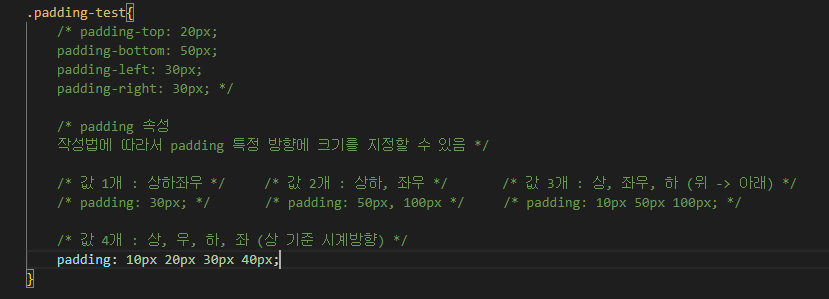 .padding-test{
/* padding-top: 20px;
padding-bottom: 50px;
padding-left: 30px;
padding-right: 30px; */
/* padding 속성
작성법에 따라서 padding 특정 방향에 크기를 지정할 수 있음 */
/* 값 1개 : 상하좌우 */ /* 값 2개 : 상하, 좌우 */ /* 값 3개 : 상, 좌우, 하 (위 -> 아래) */
/* padding: 30px; */ /* padding: 50px, 100px */ /* padding: 10px 50px 100px; */
/* 값 4개 : 상, 우, 하, 좌 (상 기준 시계방향) */
padding: 10px 20px 30px 40px;
}